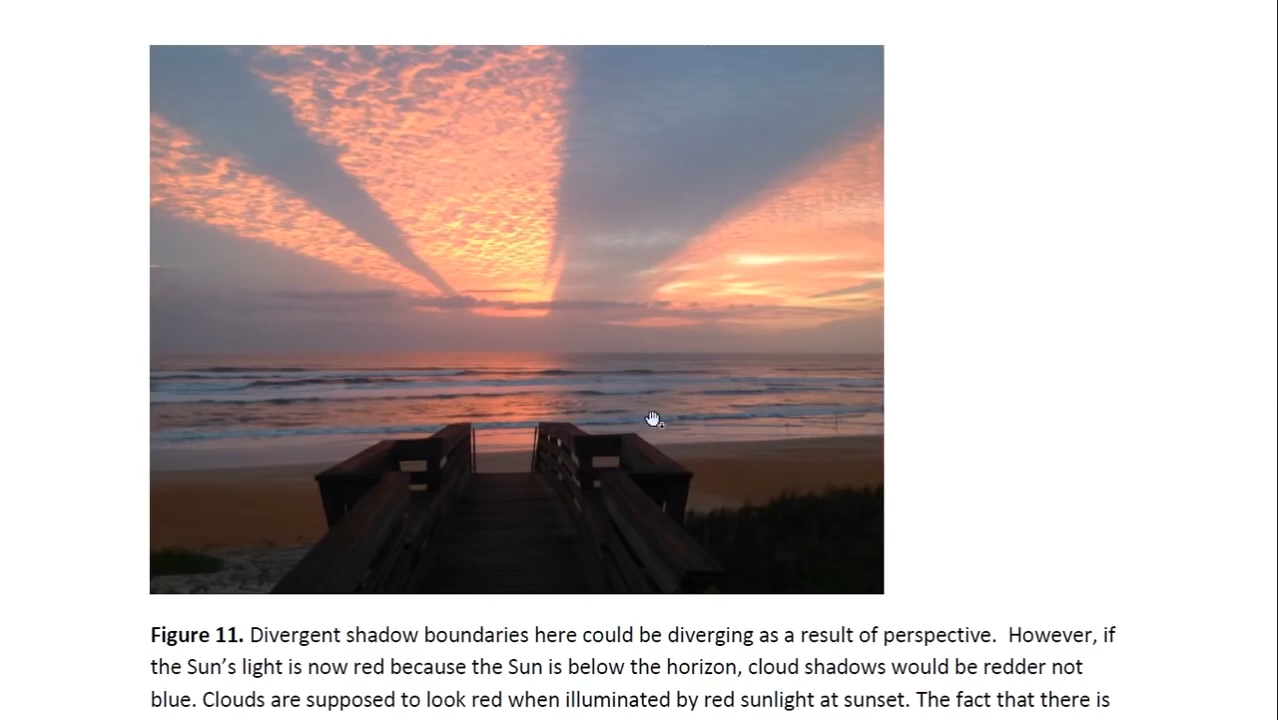 Figure 11. Divergent shadow boundaries here could be diverging as a result of perspective.  However, if
the Sun’s light is now red because the Sun is below the horizon, cloud shadows would be redder not
blue. Clouds are supposed to look red when illuminated by red sunlight at sunset. The fact that there is